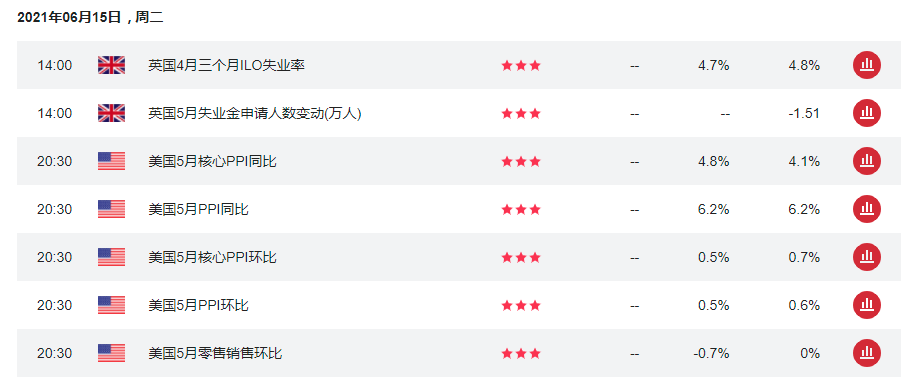 2021年06月15日，周二
14:00 英国4月三个月ILO失业率 -- 4.7% 4.8%
14:00 英国5月失业金申请人数变动(万人) -- -- -1.51
20:30 美国5月核心PPI同比 -- 4.8% 4.1%
20:30 美国5月PPI同比 -- 6.2% 6.2%
20:30 美国5月核心PPI环比 -- 0.5% 0.7%
20:30 美国5月PPI环比 -- 0.5% 0.6%
20:30 美国5月零售销售环比 -- -0.7% 0%